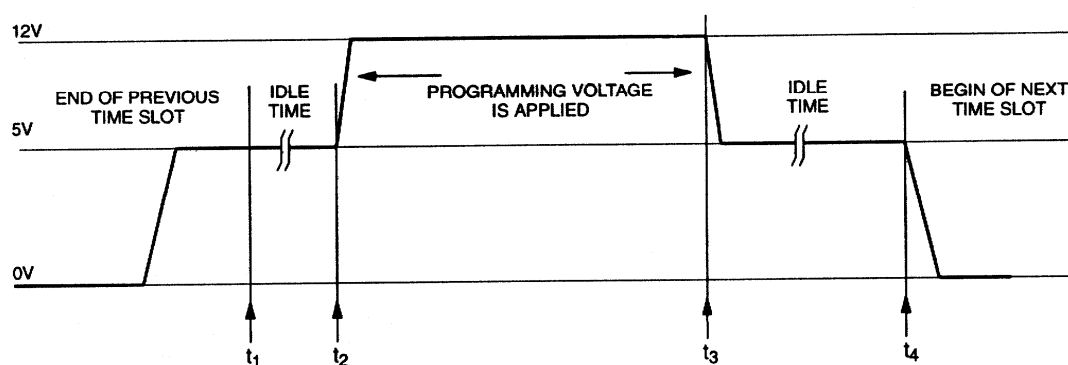 12V
END OF PREVIOUS
TIME SLOT
IDLE
TIME
PROGRAMMING VOLTAGE
IS APPLIED
IDLE
TIME
BEGIN OF NEXT
TIME SLOT
5V
0V
t1
t2
t3
t4